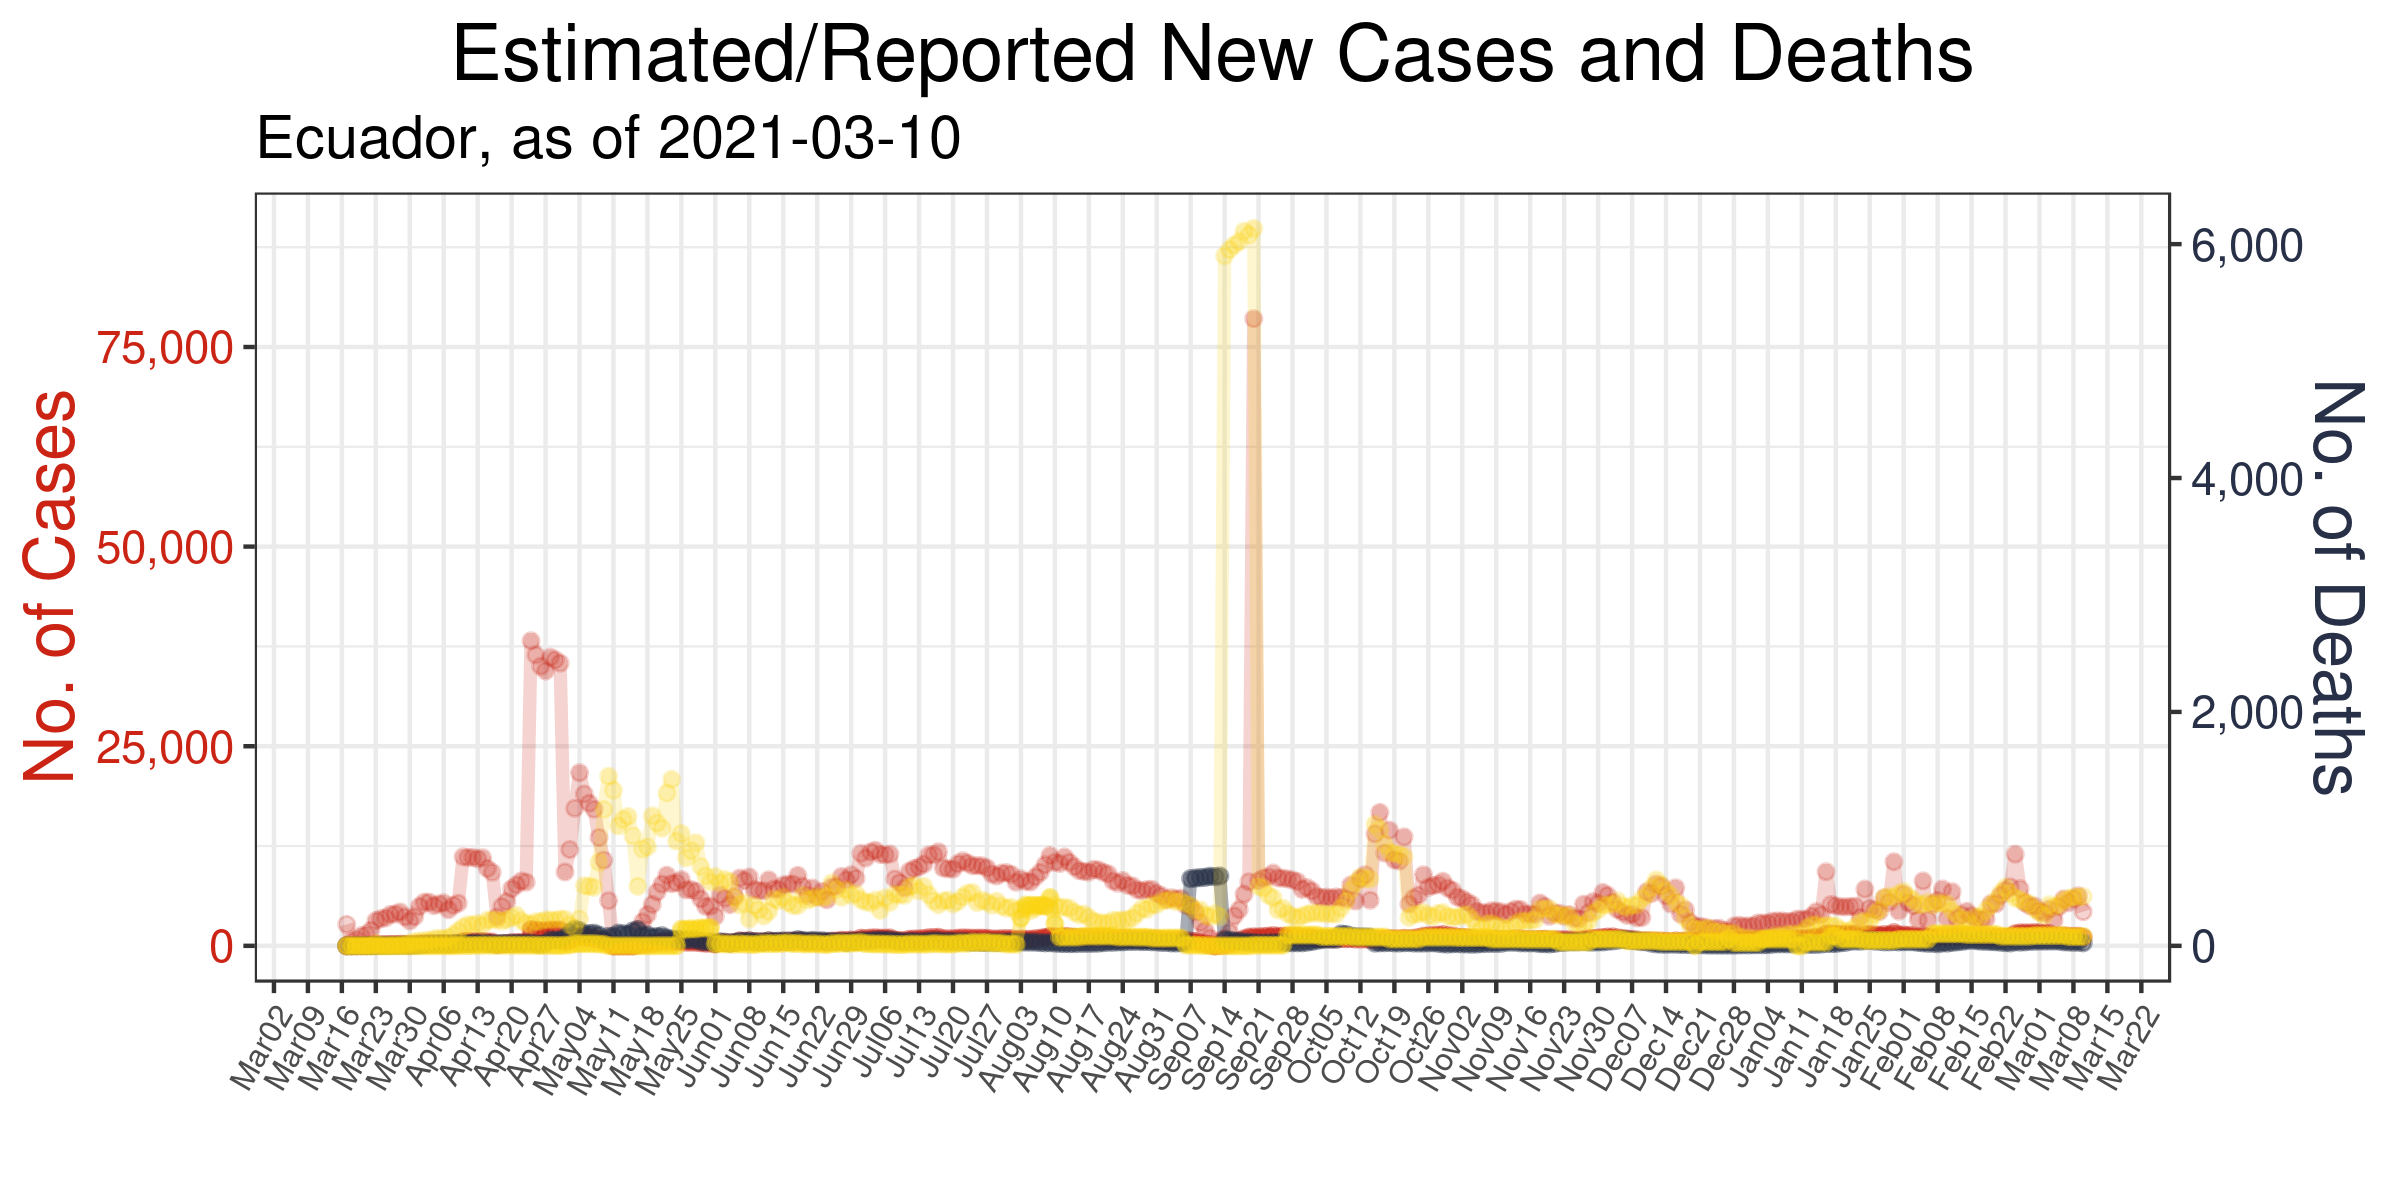 Estimated/Reported New Cases and Deaths
Ecuador, as of 2021-03-10
No. of Cases
75,000
50,000
25,000
0
6,000
4,000
2,000
0
No. of Deaths
Mar02 Mar09 Mar16 Mar23 Mar30 Apr06 Apr13 Apr20 Apr27 May04 May11 May18 May25 Jun01 Jun08 Jun15 Jun22 Jun29 Jul06 Jul13 Jul20 Jul27 Aug03 Aug10 Aug17 Aug24 Aug31 Sep07 Sep14 Sep21 Sep28 Oct05 Oct12 Oct19 Oct26 Nov02 Nov09 Nov16 Nov23 Nov30 Dec07 Dec14 Dec21 Dec28 Jan04 Jan11 Jan18 Jan25 Feb01 Feb08 Feb15 Feb22 Mar01 Mar08 Mar15 Mar22